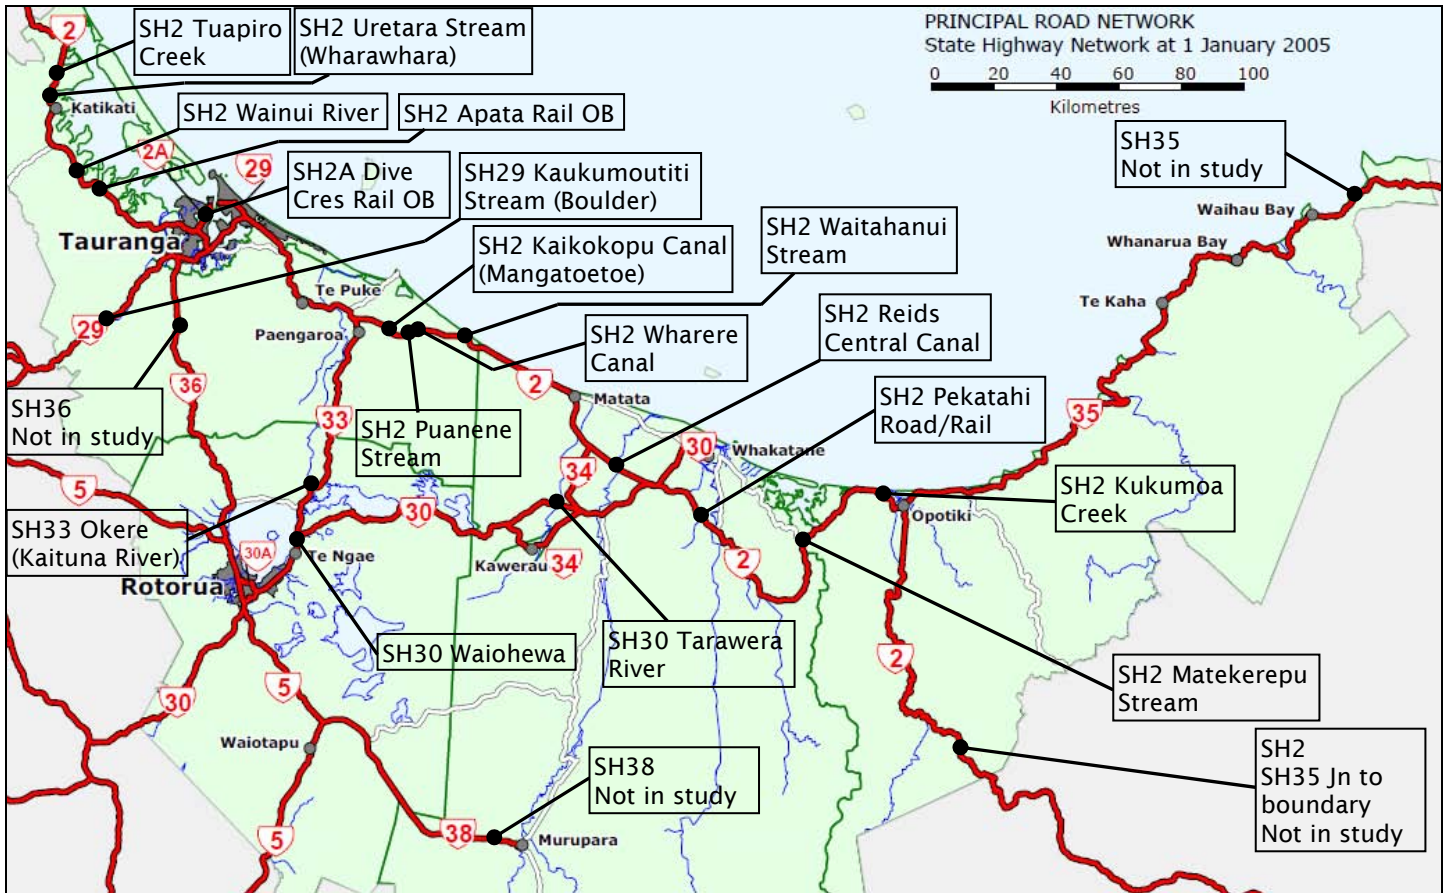 PRINCIPAL ROAD NETWORK
State Highway Network at 1 January 2005
0 20 40 60 80 100
Kilometres
2
SH2 Tuapiro
Creek
SH2 Uretara Stream
(Wharawhara)
Katikati
SH2 Wainui River
SH2 Apata Rail OB
2A
29
SH2A Dive
Cres Rail OB
SH29 Kaukumoutiti
Stream (Boulder)
SH35
Not in study
Waihau Bay
Whanarua Bay
Tauranga
SH2 Kaikokopu Canal
(Mangatoetoe)
SH2 Waitahanui
Stream
Te Puke
Te Kaha
29
Paengaroa
SH2 Wharere
Canal
SH2 Reids
Central Canal
36
2
Matata
SH2 Pekatahi
Road/Rail
35
SH36
Not in study
33
SH2 Puanene
Stream
30
Whakatane
34
5
30
SH2 Kukumoa
Creek
Opotiki
SH33 Okere
(Kaituna River)
30A
Te Ngae
Kawerau
34
2
Rotorua
SH30 Waiohewa
SH30 Tarawera
River
2
SH2 Matekerepu
Stream
30
5
Waiotapu
SH38
Not in study
SH2
SH35 Jn to
boundary
Not in study
5
38
Murupara